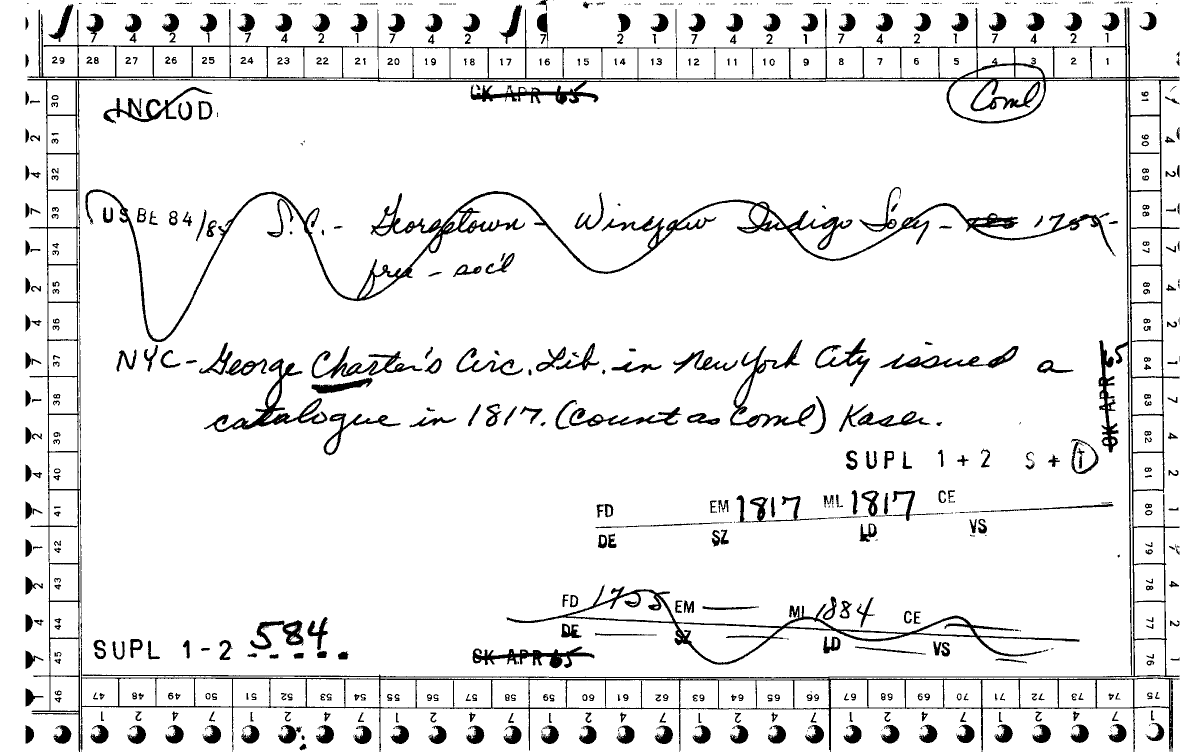 7 4 2 1 7 4 2 1 7 4 2 1 7 2 1 7 4 2 1 7 4 2 1 7 4 2 1
29 28 27 26 25 24 23 22 21 20 19 18 17 16 15 14 13 12 11 10 9 8 7 6 5 4 3 2 1
INCLUD. OK APR 65 Coml
USBE 84/85 S.C. - Georgetown - Winyaw Indigo Socy - 1755-
free - soc'l
NYC - George Charter's Circ. Lib. in New York City issued a
catalogue in 1817. (count as Coml) Kaser.
OK APR 65
SUPL 1+2 S+1
FD EM 1817 ML 1817 CE
DE SZ LD VS
FD 1755 EM — ML 1884 CE
DE — SZ — LD — VS —
SUPL 1-2 584
OK APR 65
30 31 32 33 34 35 36 37 38 39 40 41 42 43 44 45 46
91 90 89 88 87 86 85 84 83 82 81 80 79 78 77 76
47 48 49 50 51 52 53 54 55 56 57 58 59 60 61 62 63 64 65 66 67 68 69 70 71 72 73 74 75
1 2 4 7 1 2 4 7 1 2 4 7 1 2 4 7 1 2 4 7 1 2 4 7 1 2 4 7